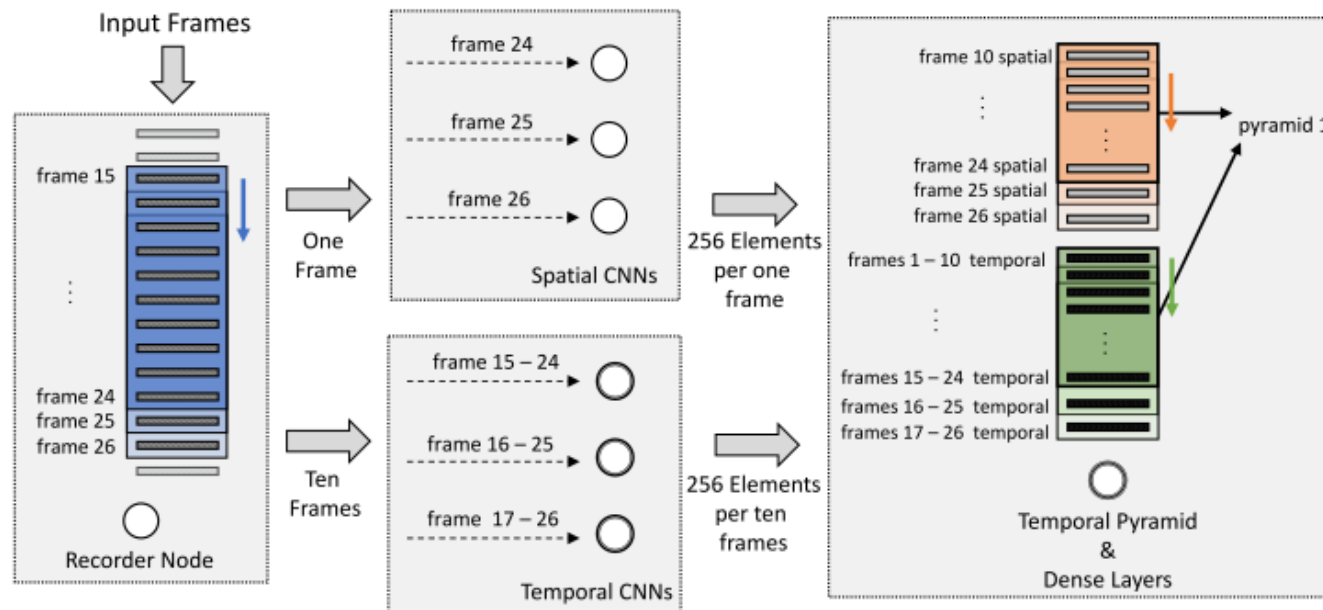 Input Frames
frame 15
⋮
frame 24
frame 25
frame 26
Recorder Node
One
Frame
Ten
Frames
frame 24
frame 25
frame 26
Spatial CNNs
frame 15 – 24
frame 16 – 25
frame 17 – 26
Temporal CNNs
256 Elements
per one
frame
256 Elements
per ten
frames
frame 10 spatial
⋮
⋮
frame 24 spatial
frame 25 spatial
frame 26 spatial
frames 1 – 10 temporal
⋮
⋮
frames 15 – 24 temporal
frames 16 – 25 temporal
frames 17 – 26 temporal
pyramid 1
Temporal Pyramid
&
Dense Layers